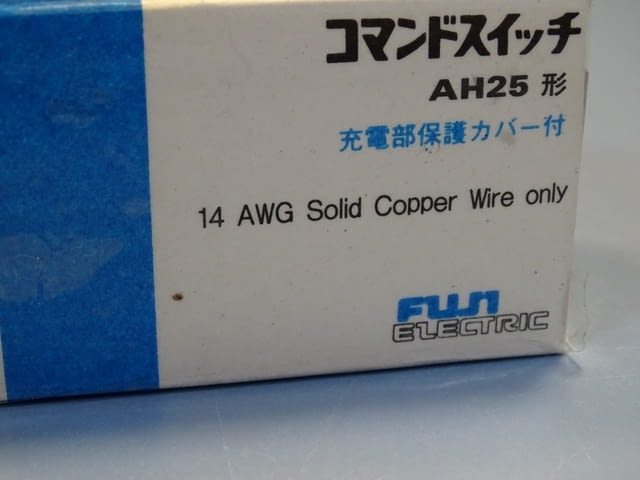 コマンドスイッチ
AH25 形
充電部保護カバー付
14 AWG Solid Copper Wire only
FUJI
ELECTRIC